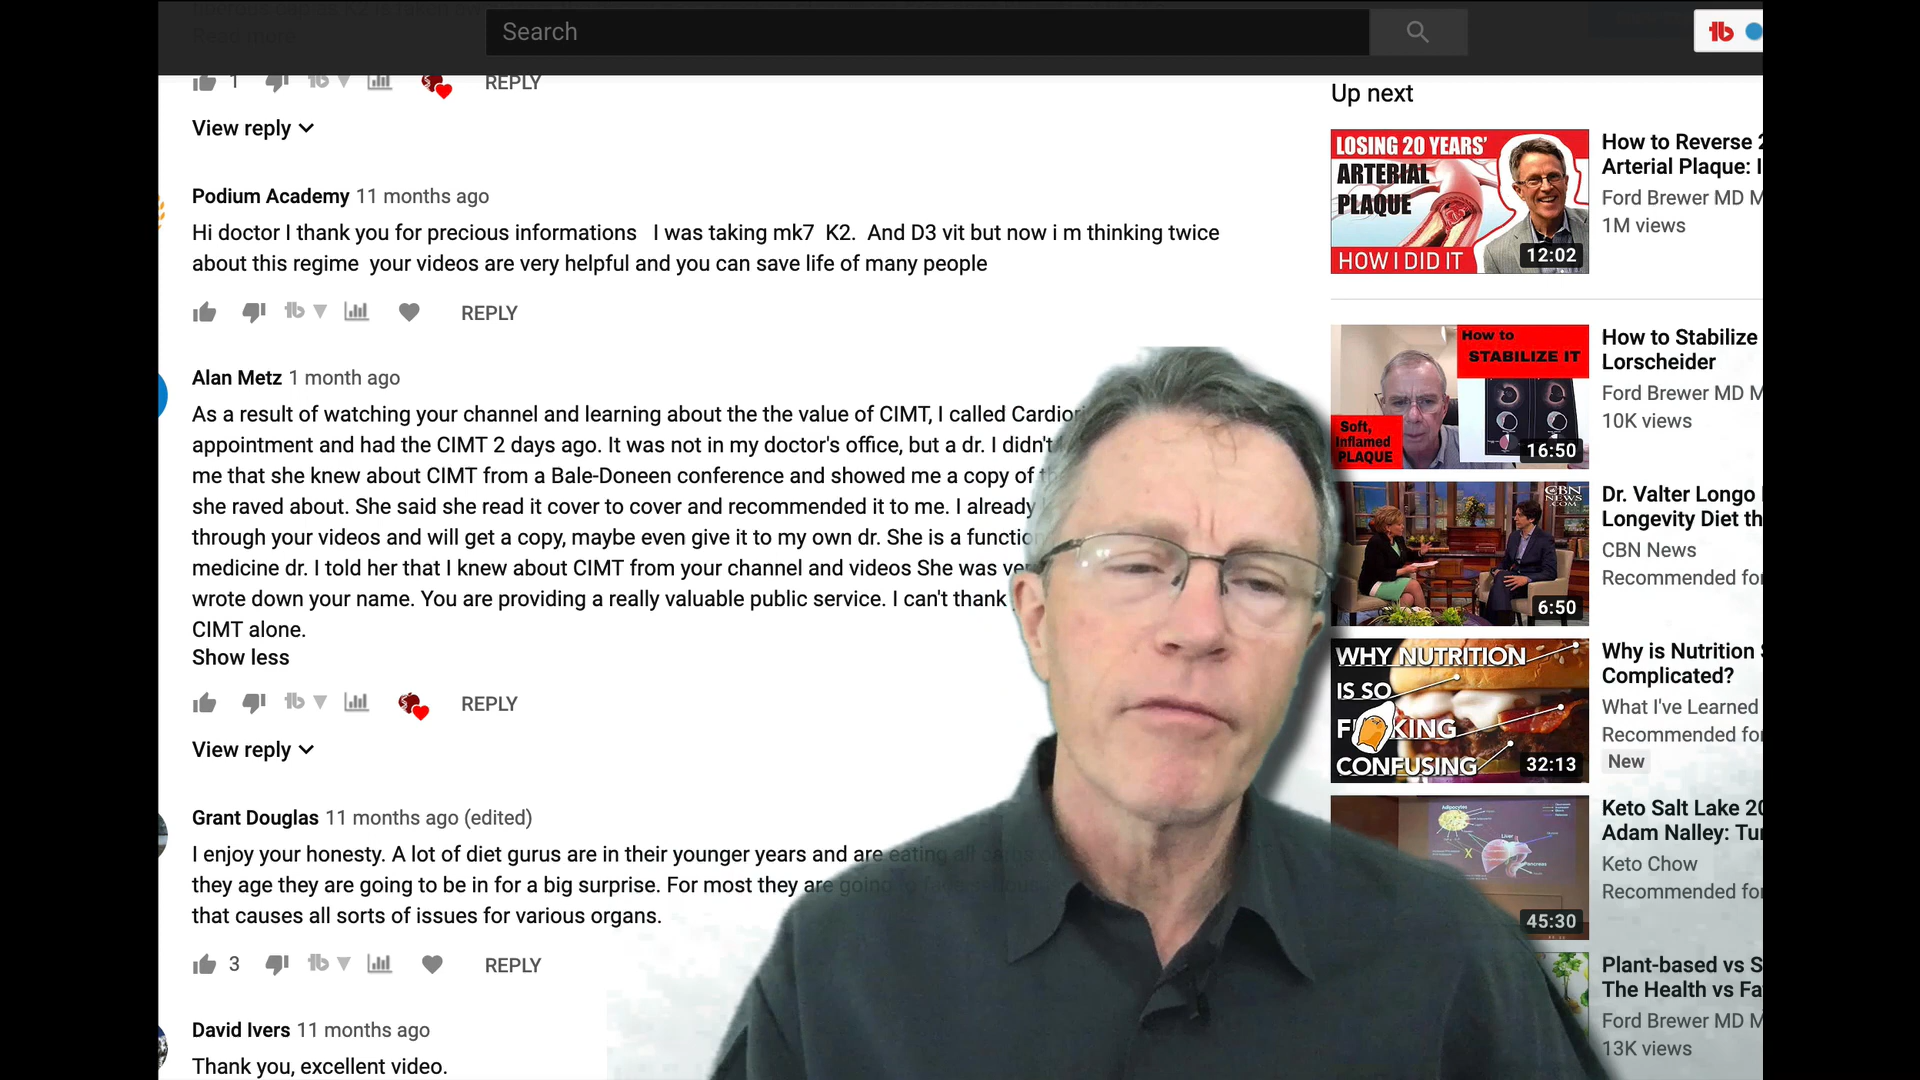 Read more
Search
1
REPLY
View reply
Podium Academy 11 months ago
Hi doctor I thank you for precious informations I was taking mk7 K2. And D3 vit but now i m thinking twice
about this regime your videos are very helpful and you can save life of many people
REPLY
Alan Metz 1 month ago
As a result of watching your channel and learning about the the value of CIMT, I called
appointment and had the CIMT 2 days ago. It was not in my doctor's office, but a dr. I didn't
me that she knew about CIMT from a Bale-Doneen conference and showed me a copy of
she raved about. She said she read it cover to cover and recommended it to me. I already
through your videos and will get a copy, maybe even give it to my own dr. She is a
medicine dr. I told her that I knew about CIMT from your channel and videos She was
wrote down your name. You are providing a really valuable public service. I can't thank
CIMT alone.
Show less
REPLY
View reply
Grant Douglas 11 months ago (edited)
I enjoy your honesty. A lot of diet gurus are in their younger years and are eating all
they age they are going to be in for a big surprise. For most they are going
that causes all sorts of issues for various organs.
3
REPLY
David Ivers 11 months ago
Thank you, excellent video.
Up next
LOSING 20 YEARS'
ARTERIAL
PLAQUE
HOW I DID IT
12:02
How to Reverse 2
Arterial Plaque: I
Ford Brewer MD M
1M views
How to
STABILIZE IT
Soft,
Inflamed
PLAQUE
16:50
How to Stabilize
Lorscheider
Ford Brewer MD M
10K views
CBN
NEWS
COM
6:50
Dr. Valter Longo
Longevity Diet th
CBN News
Recommended for
WHY NUTRITION
IS SO
F KING
CONFUSING
32:13
Why is Nutrition
Complicated?
What I've Learned
Recommended for
New
Adipocytes
Liver
Pancreas
45:30
Keto Salt Lake 20
Adam Nalley: Tu
Keto Chow
Recommended for
Plant-based vs S
The Health vs Fa
Ford Brewer MD M
13K views